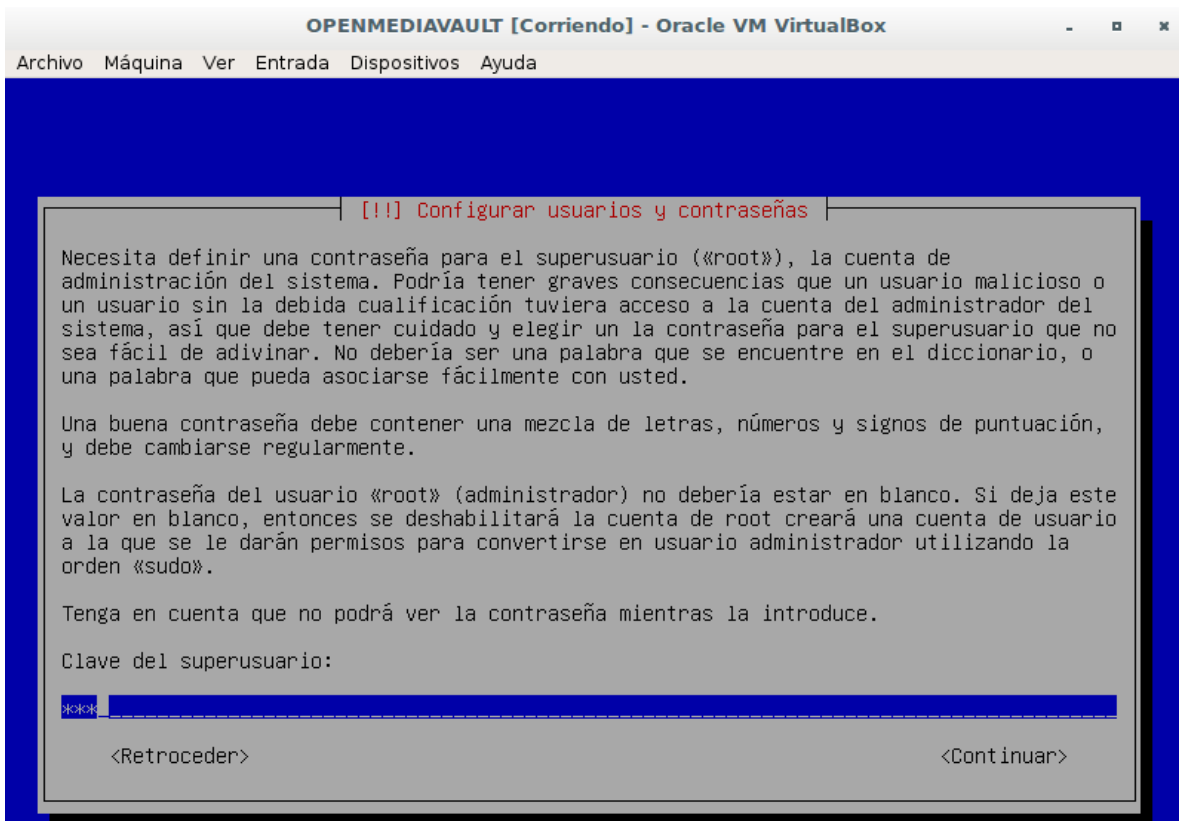 OPENMEDIAVAULT [Corriendo] - Oracle VM VirtualBox
Archivo Máquina Ver Entrada Dispositivos Ayuda
[!!] Configurar usuarios y contraseñas
Necesita definir una contraseña para el superusuario («root»), la cuenta de
administración del sistema. Podría tener graves consecuencias que un usuario malicioso o
un usuario sin la debida cualificación tuviera acceso a la cuenta del administrador del
sistema, así que debe tener cuidado y elegir un la contraseña para el superusuario que no
sea fácil de adivinar. No debería ser una palabra que se encuentre en el diccionario, o
una palabra que pueda asociarse fácilmente con usted.
Una buena contraseña debe contener una mezcla de letras, números y signos de puntuación,
y debe cambiarse regularmente.
La contraseña del usuario «root» (administrador) no debería estar en blanco. Si deja este
valor en blanco, entonces se deshabilitará la cuenta de root creará una cuenta de usuario
a la que se le darán permisos para convertirse en usuario administrador utilizando la
orden «sudo».
Tenga en cuenta que no podrá ver la contraseña mientras la introduce.
Clave del superusuario:
***
<Retroceder> <Continuar>